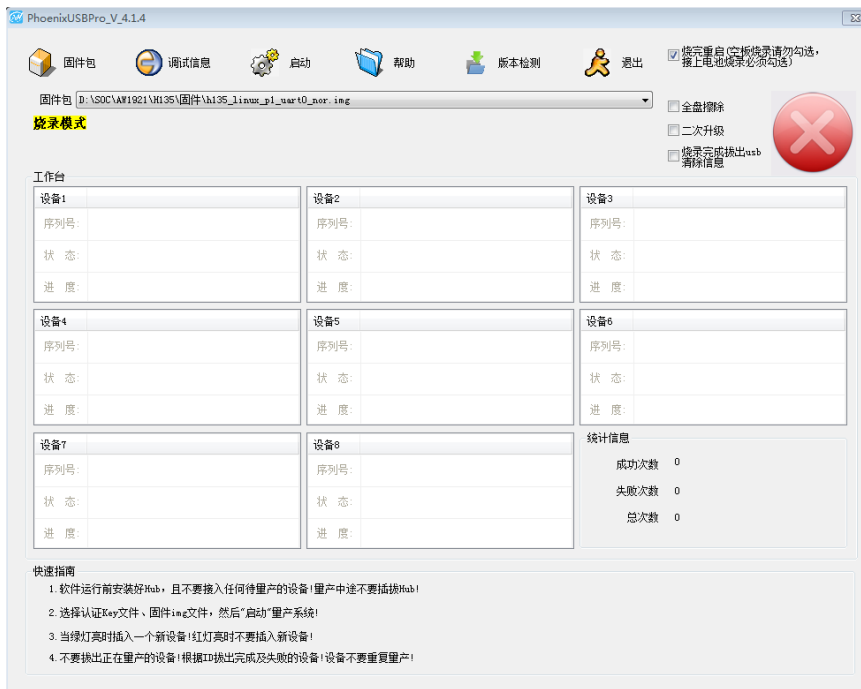 PhoenixUSBPro_V_4.1.4
固件包 调试信息 启动 帮助 版本检测 退出
烧完重启(空板烧录请勿勾选,
接上电池烧录必须勾选)
固件包 D:\SOC\AW1921\H135\固件\h135_linux_p1_uart0_nor.img
烧录模式
全盘擦除
二次升级
烧录完成拔出usb
清除信息
工作台
设备1 设备2 设备3
序列号: 序列号: 序列号:
状 态: 状 态: 状 态:
进 度: 进 度: 进 度:
设备4 设备5 设备6
序列号: 序列号: 序列号:
状 态: 状 态: 状 态:
进 度: 进 度: 进 度:
设备7 设备8 统计信息
序列号: 序列号: 成功次数 0
状 态: 状 态: 失败次数 0
进 度: 进 度: 总次数 0
快速指南
1.软件运行前安装好Hub, 且不要接入任何待量产的设备!量产中途不要插拔Hub!
2.选择认证Key文件、固件img文件, 然后"启动"量产系统!
3.当绿灯亮时插入一个新设备!红灯亮时不要插入新设备!
4.不要拔出正在量产的设备!根据ID拔出完成及失败的设备!设备不要重复量产!